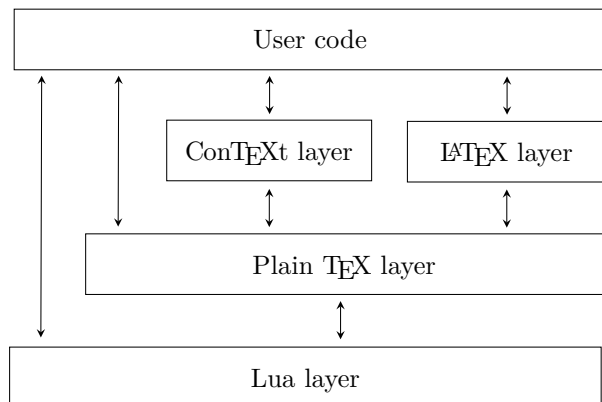 User code
ConTEXt layer
LATEX layer
Plain TEX layer
Lua layer